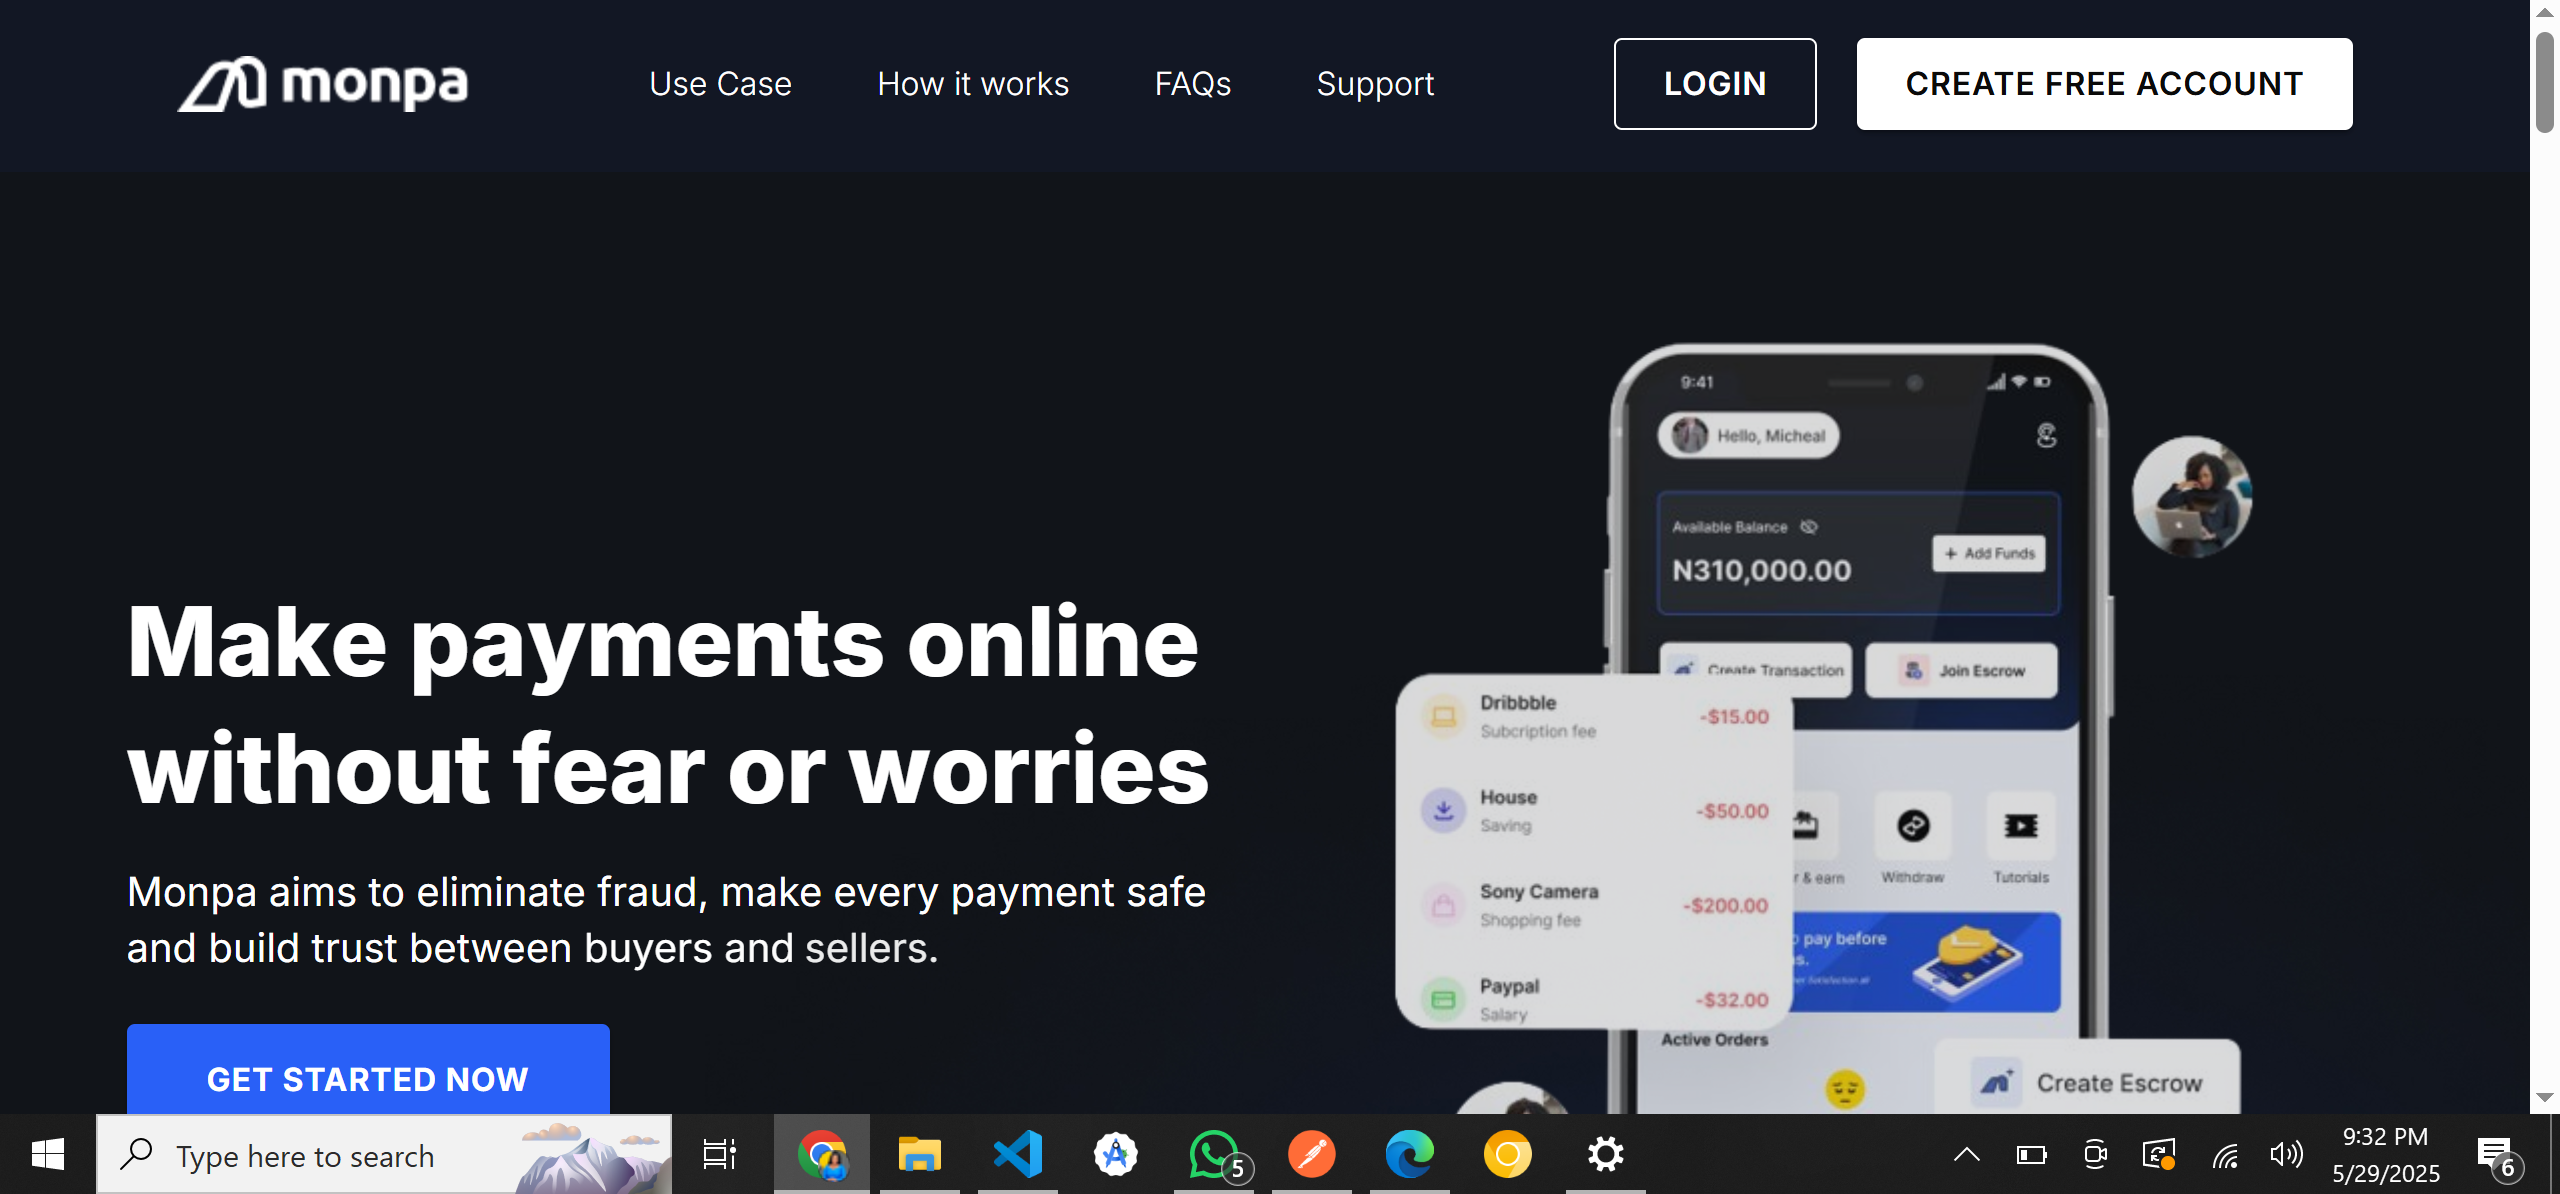 monpa
Use Case
How it works
FAQs
Support
LOGIN
CREATE FREE ACCOUNT
Make payments online
without fear or worries
Monpa aims to eliminate fraud, make every payment safe
and build trust between buyers and sellers.
GET STARTED NOW
9:41
Hello, Micheal
Available Balance
N310,000.00
+ Add Funds
Create Transaction
Join Escrow
Dribbble
Subcription fee
-$15.00
House
Saving
-$50.00
Sony Camera
Shopping fee
-$200.00
Paypal
Salary
-$32.00
r & earn
Withdraw
Tutorials
pay before
Active Orders
Create Escrow
Type here to search
5
9:32 PM
5/29/2025
6